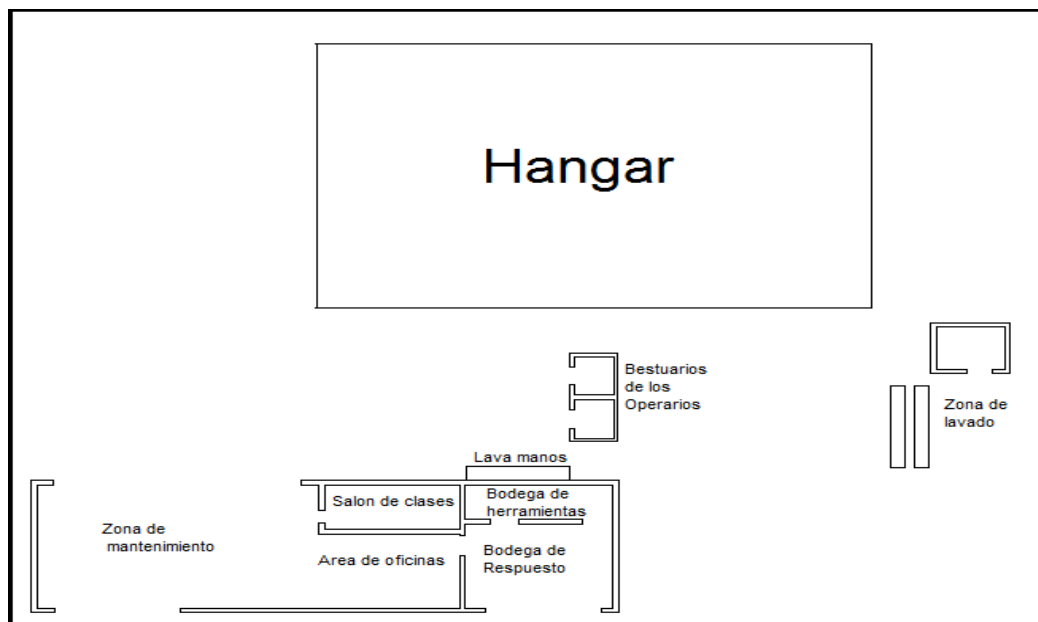 Hangar
Bestuarios
de los
Operarios
Zona de
lavado
Lava manos
Salon de clases
Bodega de
herramientas
Zona de
mantenimiento
Area de oficinas
Bodega de
Respuesto